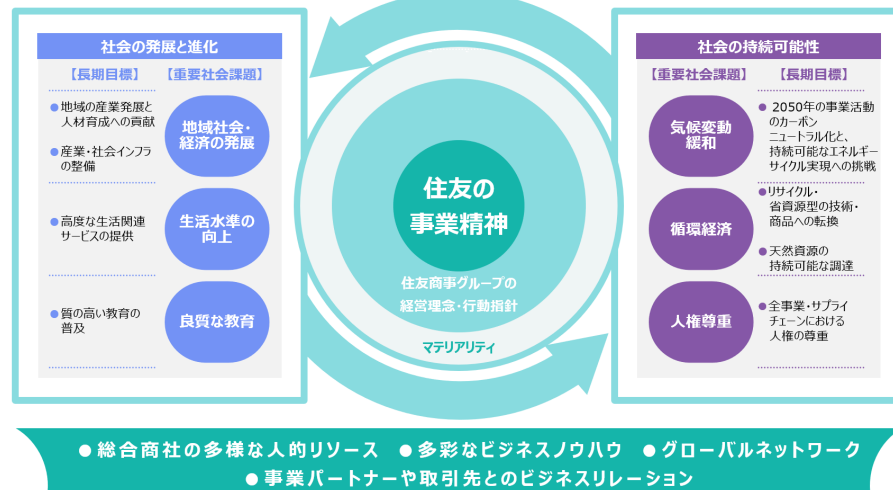 社会の発展と進化
【長期目標】 【重要社会課題】
●地域の産業発展と
人材育成への貢献
●産業・社会インフラ
の整備
地域社会・
経済の発展
●高度な生活関連
サービスの提供
生活水準の
向上
●質の高い教育の
普及
良質な教育
住友の
事業精神
住友商事グループの
経営理念・行動指針
マテリアリティ
社会の持続可能性
【重要社会課題】 【長期目標】
気候変動
緩和
● 2050年の事業活動
のカーボン
ニュートラル化と、
持続可能なエネルギー
サイクル実現への挑戦
循環経済
●リサイクル・
省資源型の技術・
商品への転換
●天然資源の
持続可能な調達
人権尊重
●全事業・サプライ
チェーンにおける
人権の尊重
●総合商社の多様な人的リソース ●多彩なビジネスノウハウ ●グローバルネットワーク
●事業パートナーや取引先とのビジネスリレーション